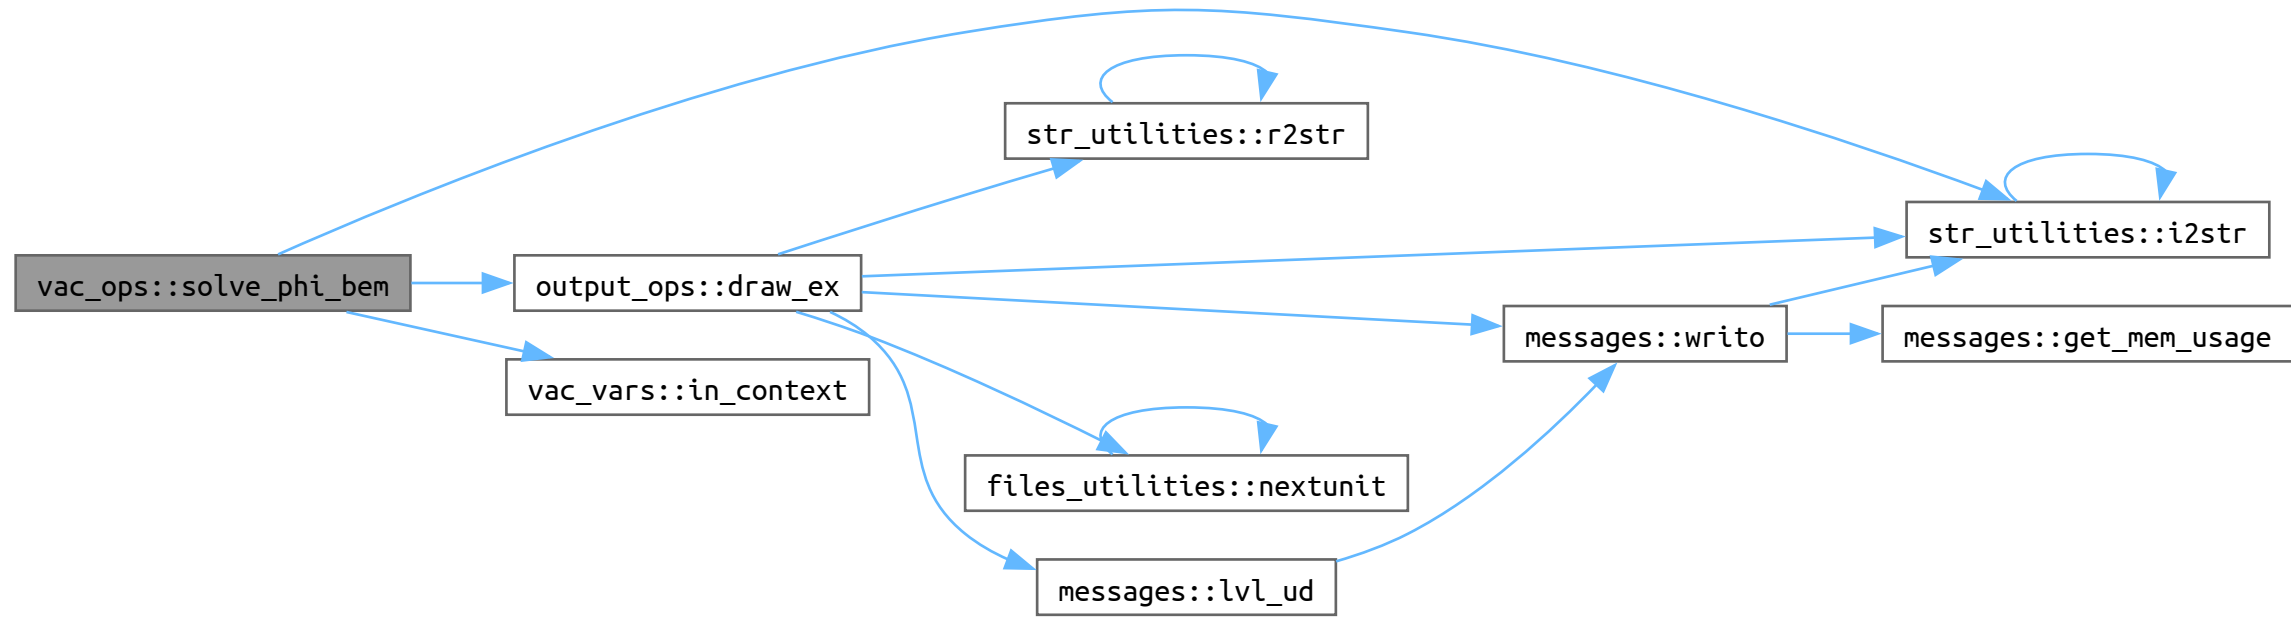 str_utilities::r2str
str_utilities::i2str
vac_ops::solve_phi_bem
output_ops::draw_ex
messages::writo
messages::get_mem_usage
vac_vars::in_context
files_utilities::nextunit
messages::lvl_ud